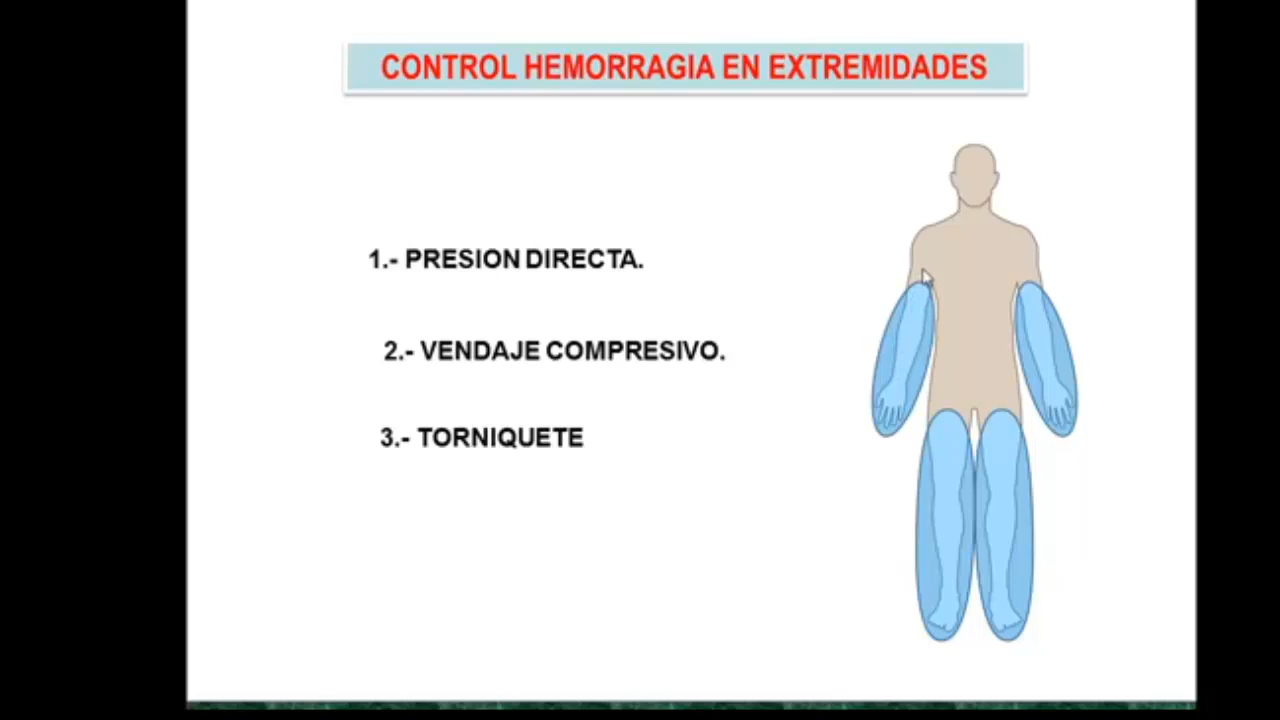 CONTROL HEMORRAGIA EN EXTREMIDADES
1.- PRESION DIRECTA.
2.- VENDAJE COMPRESIVO.
3.- TORNIQUETE